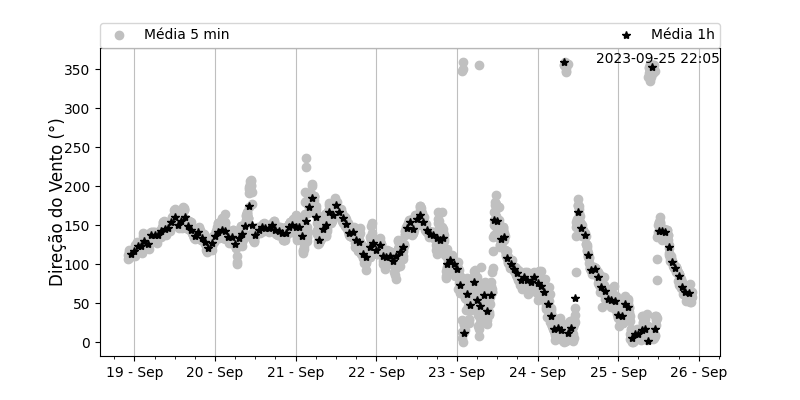 Média 5 min
Média 1h
2023-09-25 22:05
Direção do Vento (°)
350
300
250
200
150
100
50
0
19 - Sep
20 - Sep
21 - Sep
22 - Sep
23 - Sep
24 - Sep
25 - Sep
26 - Sep